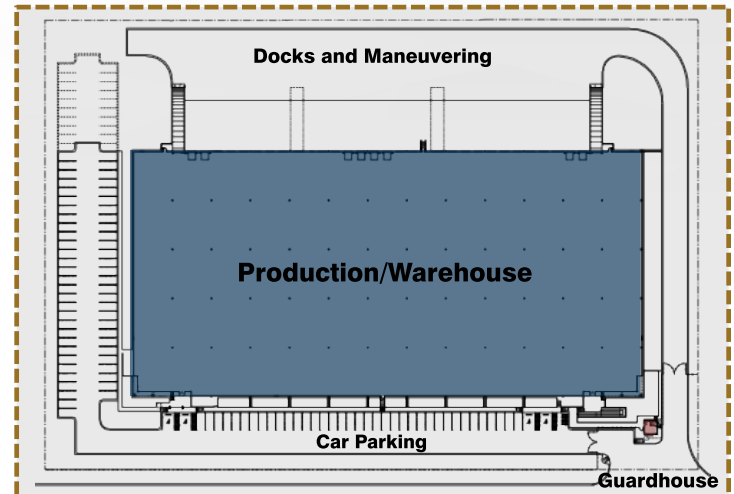 Docks and Maneuvering
Production/Warehouse
Car Parking
Guardhouse